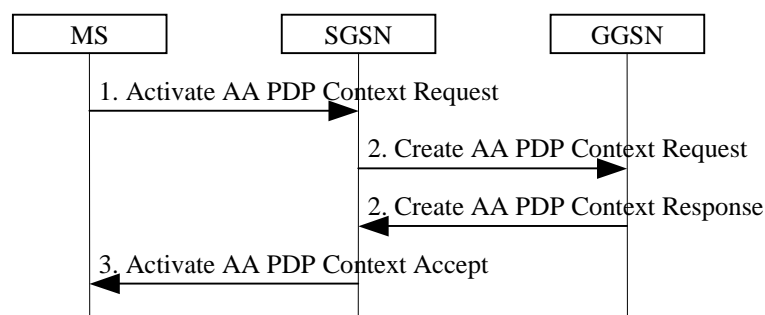 MS SGSN GGSN
1. Activate AA PDP Context Request
2. Create AA PDP Context Request
2. Create AA PDP Context Response
3. Activate AA PDP Context Accept